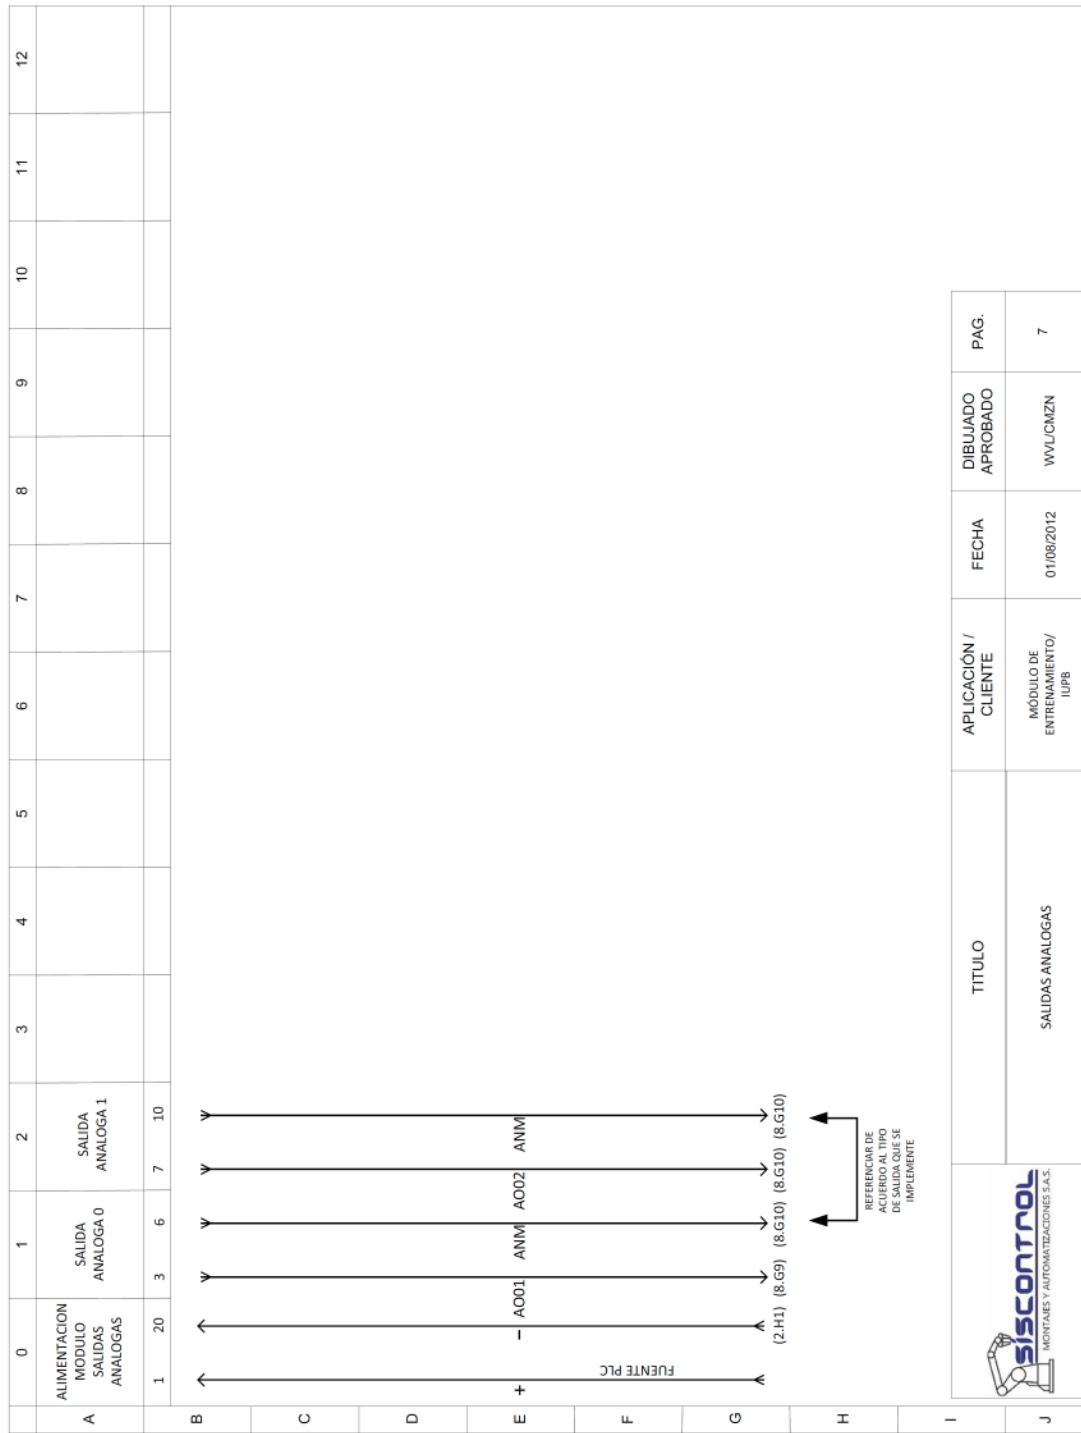 0 1 2 3 4 5 6 7 8 9 10 11 12
A
ALIMENTACION
MODULO
SALIDAS
ANALOGAS
SALIDA
ANALOGA 0
SALIDA
ANALOGA 1
1 20 3 6 7 10
B
C
D
E
+ − AO01 ANM AO02 ANM
F
FUENTE PLC
G
(2.H1) (8.G9) (8.G10) (8.G10) (8.G10)
H
REFERENCIAR DE
ACUERDO AL TIPO
DE SALIDA QUE SE
IMPLEMENTE
I
J
SISCONTROL
MONTAJES Y AUTOMATIZACIONES S.A.S.
TITULO
SALIDAS ANALOGAS
APLICACIÓN /
CLIENTE
MÓDULO DE
ENTRENAMIENTO/
IUPB
FECHA
01/08/2012
DIBUJADO
APROBADO
WVL/CMZN
PAG.
7